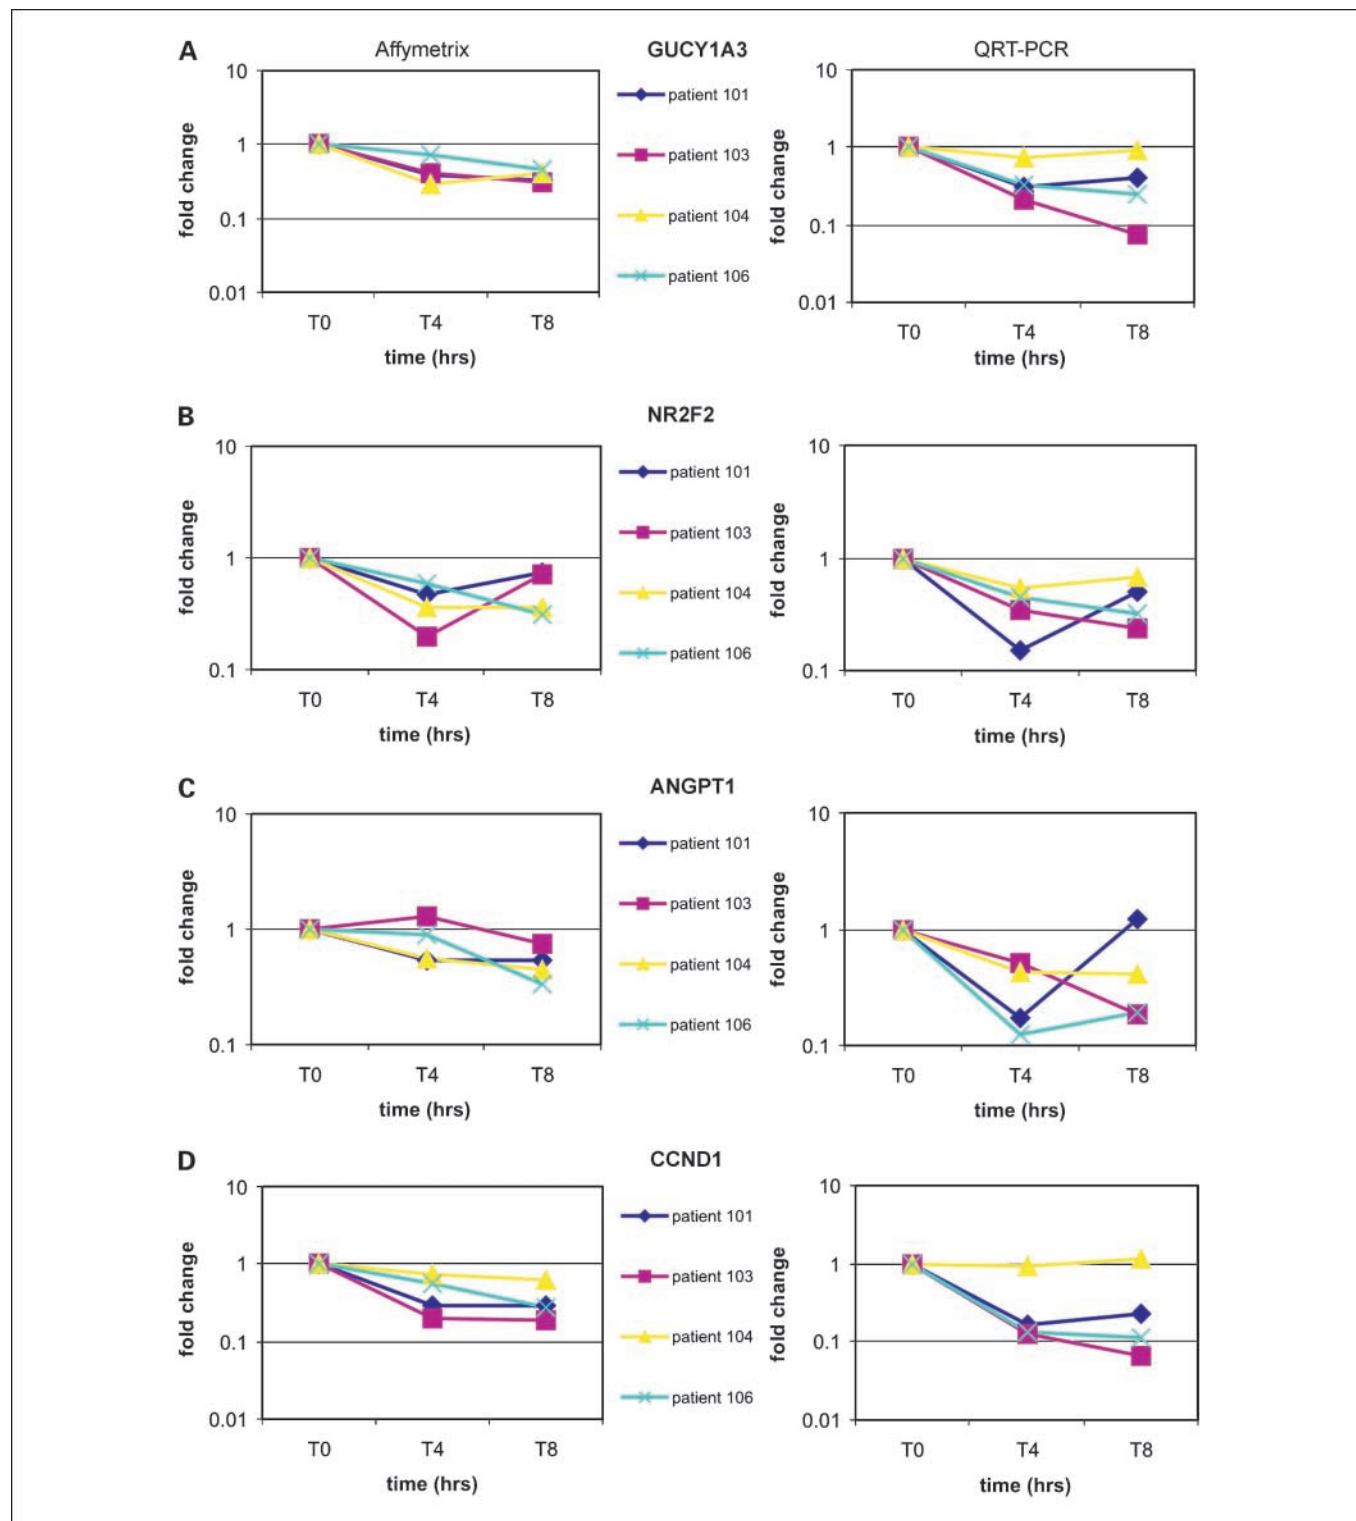 A Affymetrix GUCY1A3 QRT-PCR
10
1
0.1
0.01
fold change
T0 T4 T8
time (hrs)
patient 101
patient 103
patient 104
patient 106
10
1
0.1
0.01
fold change
T0 T4 T8
time (hrs)
B NR2F2
10
1
0.1
fold change
T0 T4 T8
time (hrs)
patient 101
patient 103
patient 104
patient 106
10
1
0.1
fold change
T0 T4 T8
time (hrs)
C ANGPT1
10
1
0.1
fold change
T0 T4 T8
time (hrs)
patient 101
patient 103
patient 104
patient 106
10
1
0.1
fold change
T0 T4 T8
time (hrs)
D CCND1
10
1
0.1
0.01
fold change
T0 T4 T8
time (hrs)
patient 101
patient 103
patient 104
patient 106
10
1
0.1
0.01
fold change
T0 T4 T8
time (hrs)